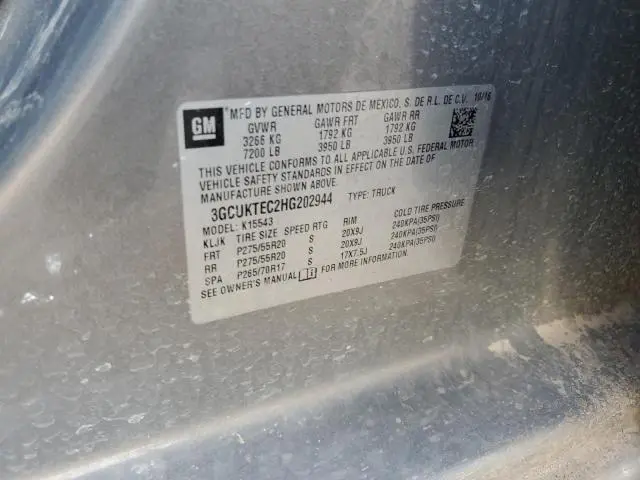 GM
MFD BY GENERAL MOTORS DE MEXICO, S. DE R.L. DE C.V. 10/16
GVWR GAWR FRT GAWR RR
3266 KG 1792 KG 1792 KG
7200 LB 3950 LB 3950 LB
THIS VEHICLE CONFORMS TO ALL APPLICABLE U.S. FEDERAL MOTOR
VEHICLE SAFETY STANDARDS IN EFFECT ON THE DATE OF
MANUFACTURE SHOWN ABOVE.
3GCUKTEC2HG202944 TYPE: TRUCK
MODEL: K15543
KLJK TIRE SIZE SPEED RTG RIM COLD TIRE PRESSURE
FRT P275/55R20 S 20X9J 240KPA(35PSI)
RR P275/55R20 S 20X9J 240KPA(35PSI)
SPA P265/70R17 S 17X7.5J 240KPA(35PSI)
SEE OWNER'S MANUAL FOR MORE INFORMATION.